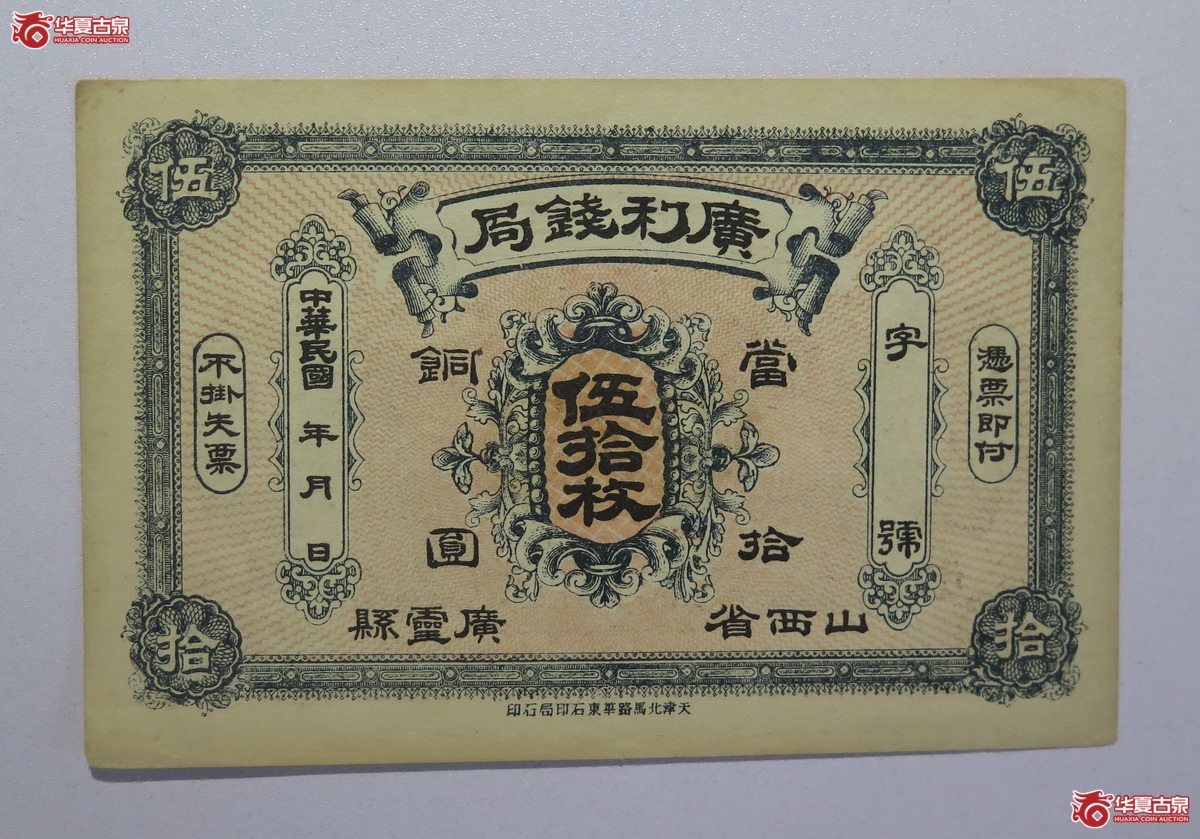 华夏古泉
HUAXIA COIN AUCTION
伍
伍
廣利錢局
憑票即付
字 號
當拾
伍拾枚
銅圓
中華民國 年 月 日
不掛失票
山西省
廣靈縣
拾
拾
天津北馬路華東石印局石印
华夏古泉
HUAXIA COIN AUCTION